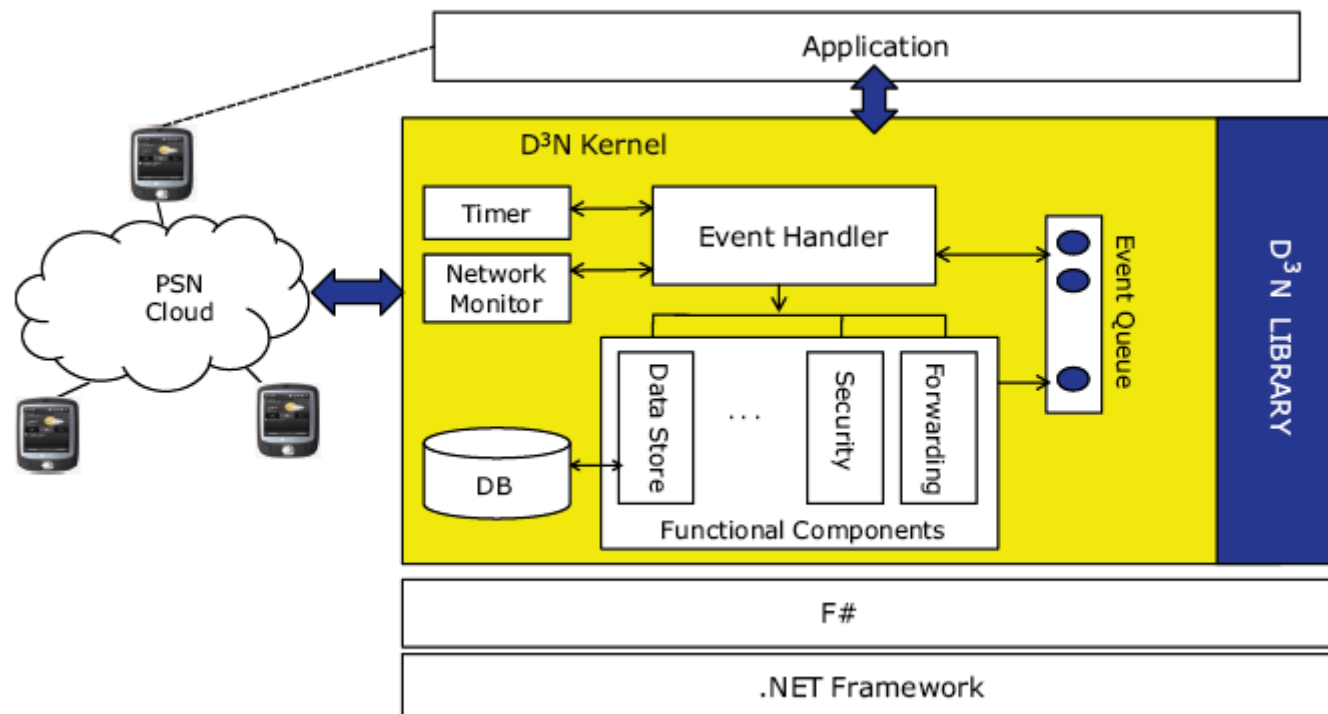 Application
D³N Kernel
Timer
Event Handler
Network
Monitor
PSN
Cloud
Event Queue
D³N LIBRARY
Data Store
...
Security
Forwarding
DB
Functional Components
F#
.NET Framework